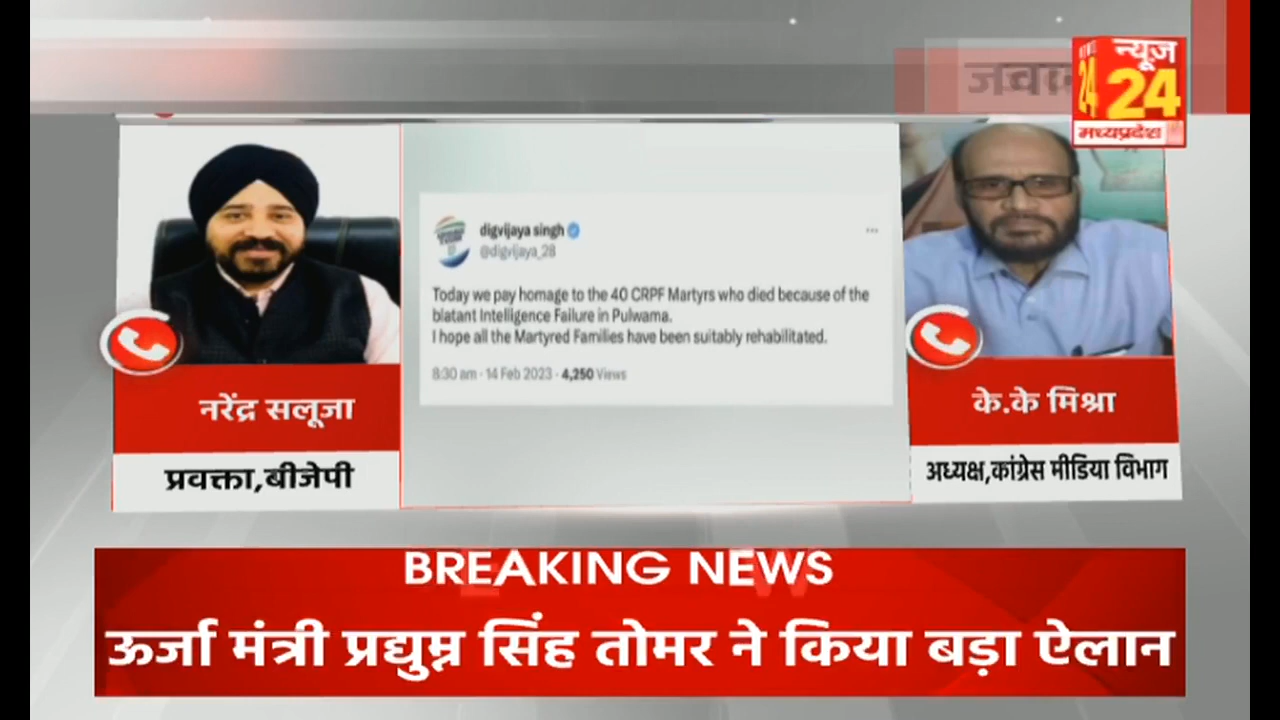 न्यूज़
NEWS
24
24
मध्यप्रदेश
digvijaya singh
@digvijaya_28
Today we pay homage to the 40 CRPF Martyrs who died because of the
blatant Intelligence Failure in Pulwama.
I hope all the Martyred Families have been suitably rehabilitated.
8:30 am · 14 Feb 2023 · 4,250 Views
नरेंद्र सलूजा
प्रवक्ता,बीजेपी
के.के मिश्रा
अध्यक्ष,कांग्रेस मीडिया विभाग
BREAKING NEWS
ऊर्जा मंत्री प्रद्युम्न सिंह तोमर ने किया बड़ा ऐलान